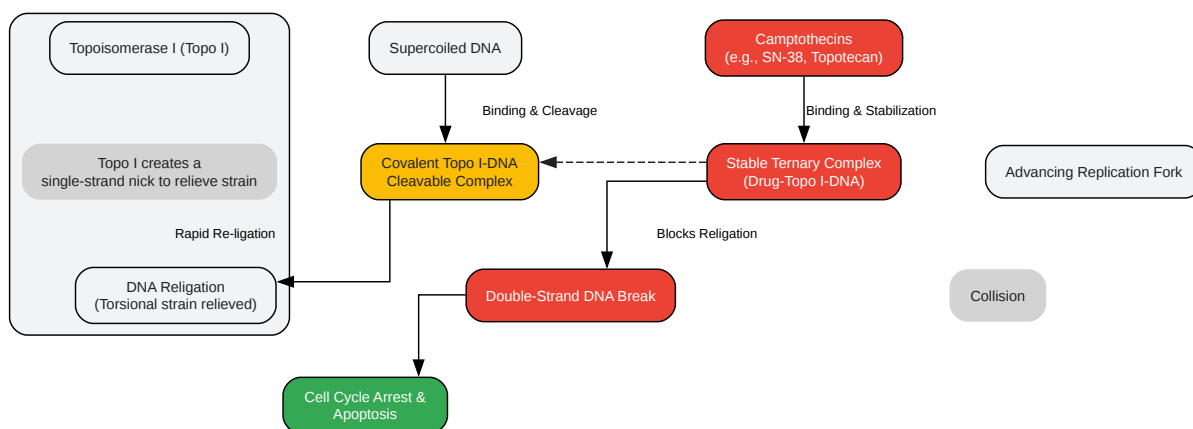 Topoisomerase I (Topo I)
Supercoiled DNA
Camptothecins
(e.g., SN-38, Topotecan)
Binding & Cleavage
Binding & Stabilization
Topo I creates a
single-strand nick to relieve strain
Covalent Topo I-DNA
Cleavable Complex
Stable Ternary Complex
(Drug-Topo I-DNA)
Advancing Replication Fork
Rapid Re-ligation
Blocks Religation
DNA Religation
(Torsional strain relieved)
Double-Strand DNA Break
Collision
Cell Cycle Arrest &
Apoptosis